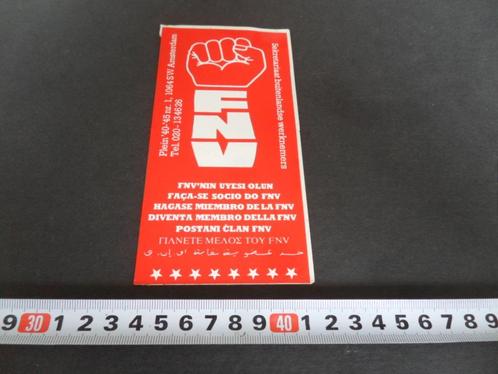 Plein '40-'45 nr. 1, 1064 SW Amsterdam
Tel. 020-134626
FNV
Sekretariaat buitenlandse werknemers
FNV'NIN UYESI OLUN
FAÇA-SE SOCIO DO FNV
HAGASE MIEMBRO DE LA FNV
DIVENTA MEMBRO DELLA FNV
POSTANI ČLAN FNV
ΓΙΑΝΕΤΕ ΜΕΛΟΣ ΤΟΥ FNV
9 30 1 2 3 4 5 6 7 8 9 40 1 2 3 4 5 6 7 8 9